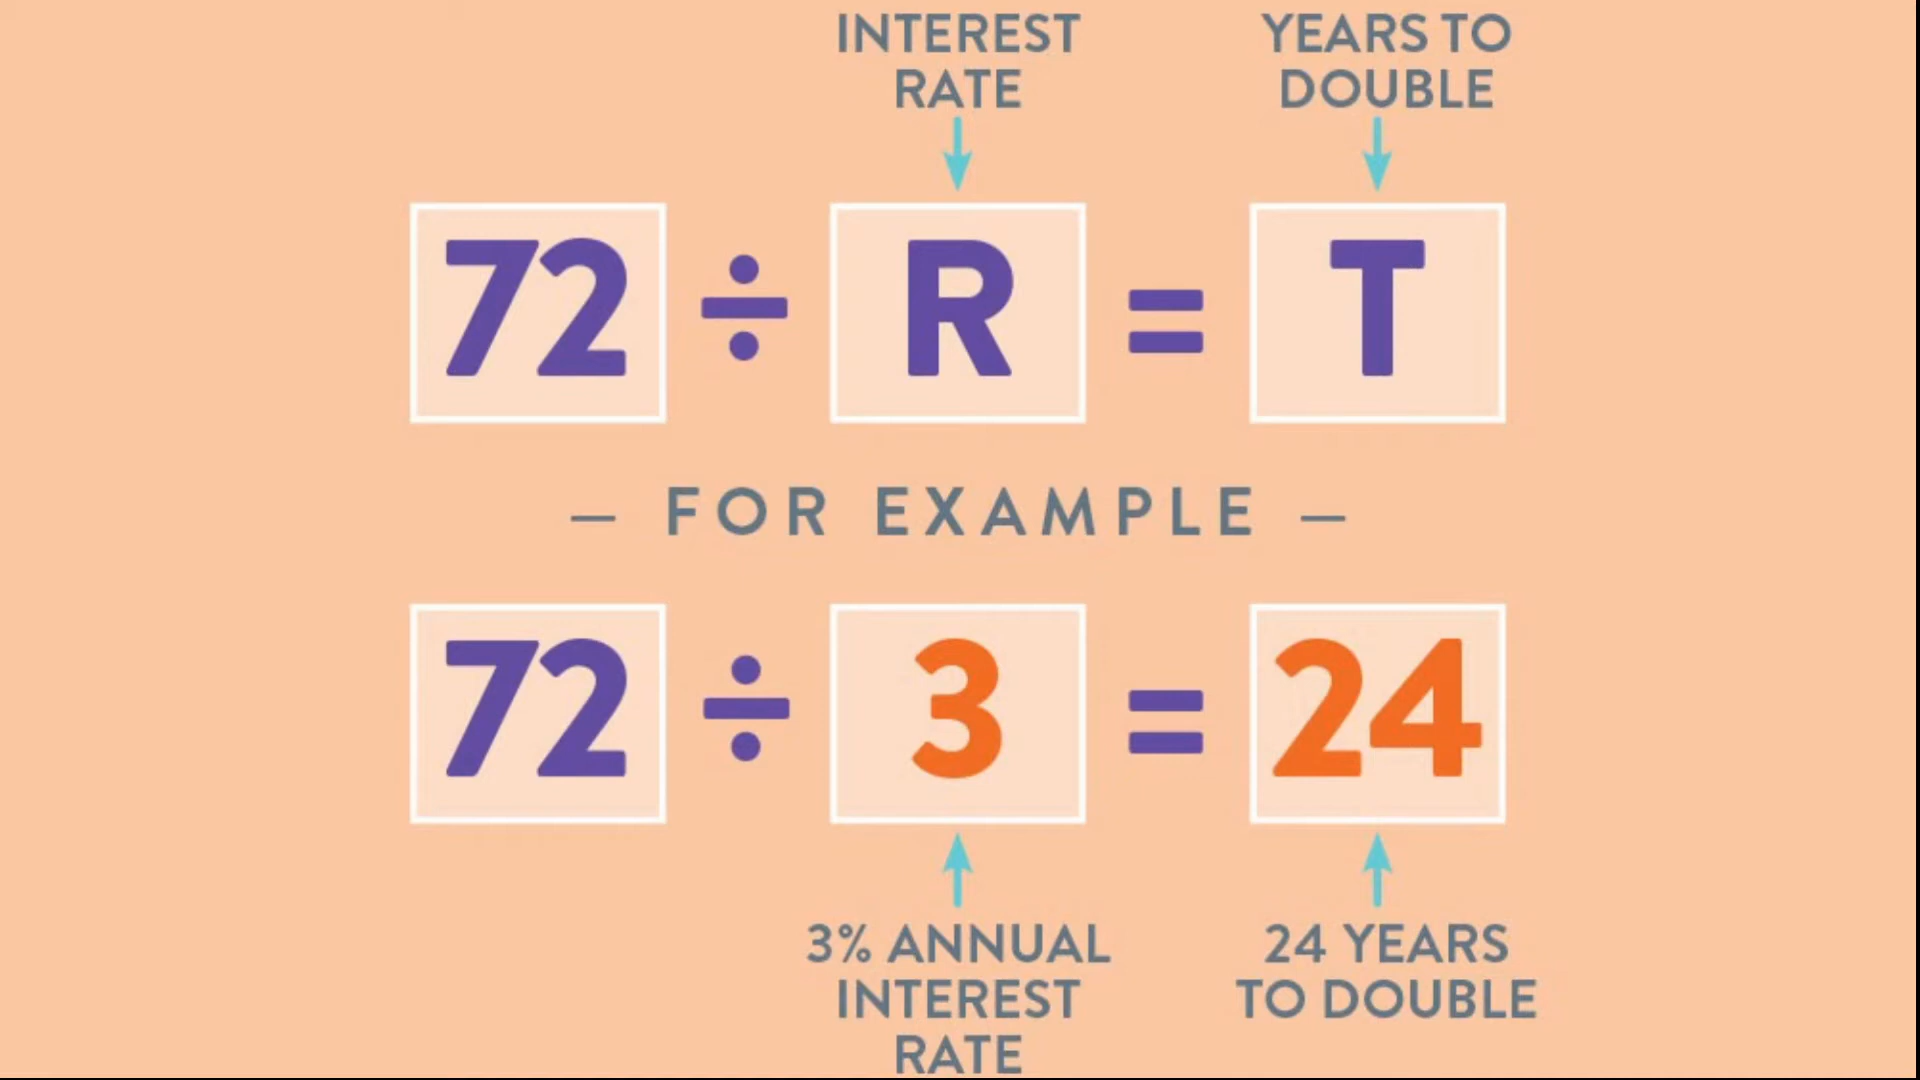 INTEREST RATE
YEARS TO DOUBLE
72 ÷ R = T
— FOR EXAMPLE —
72 ÷ 3 = 24
3% ANNUAL INTEREST RATE
24 YEARS TO DOUBLE